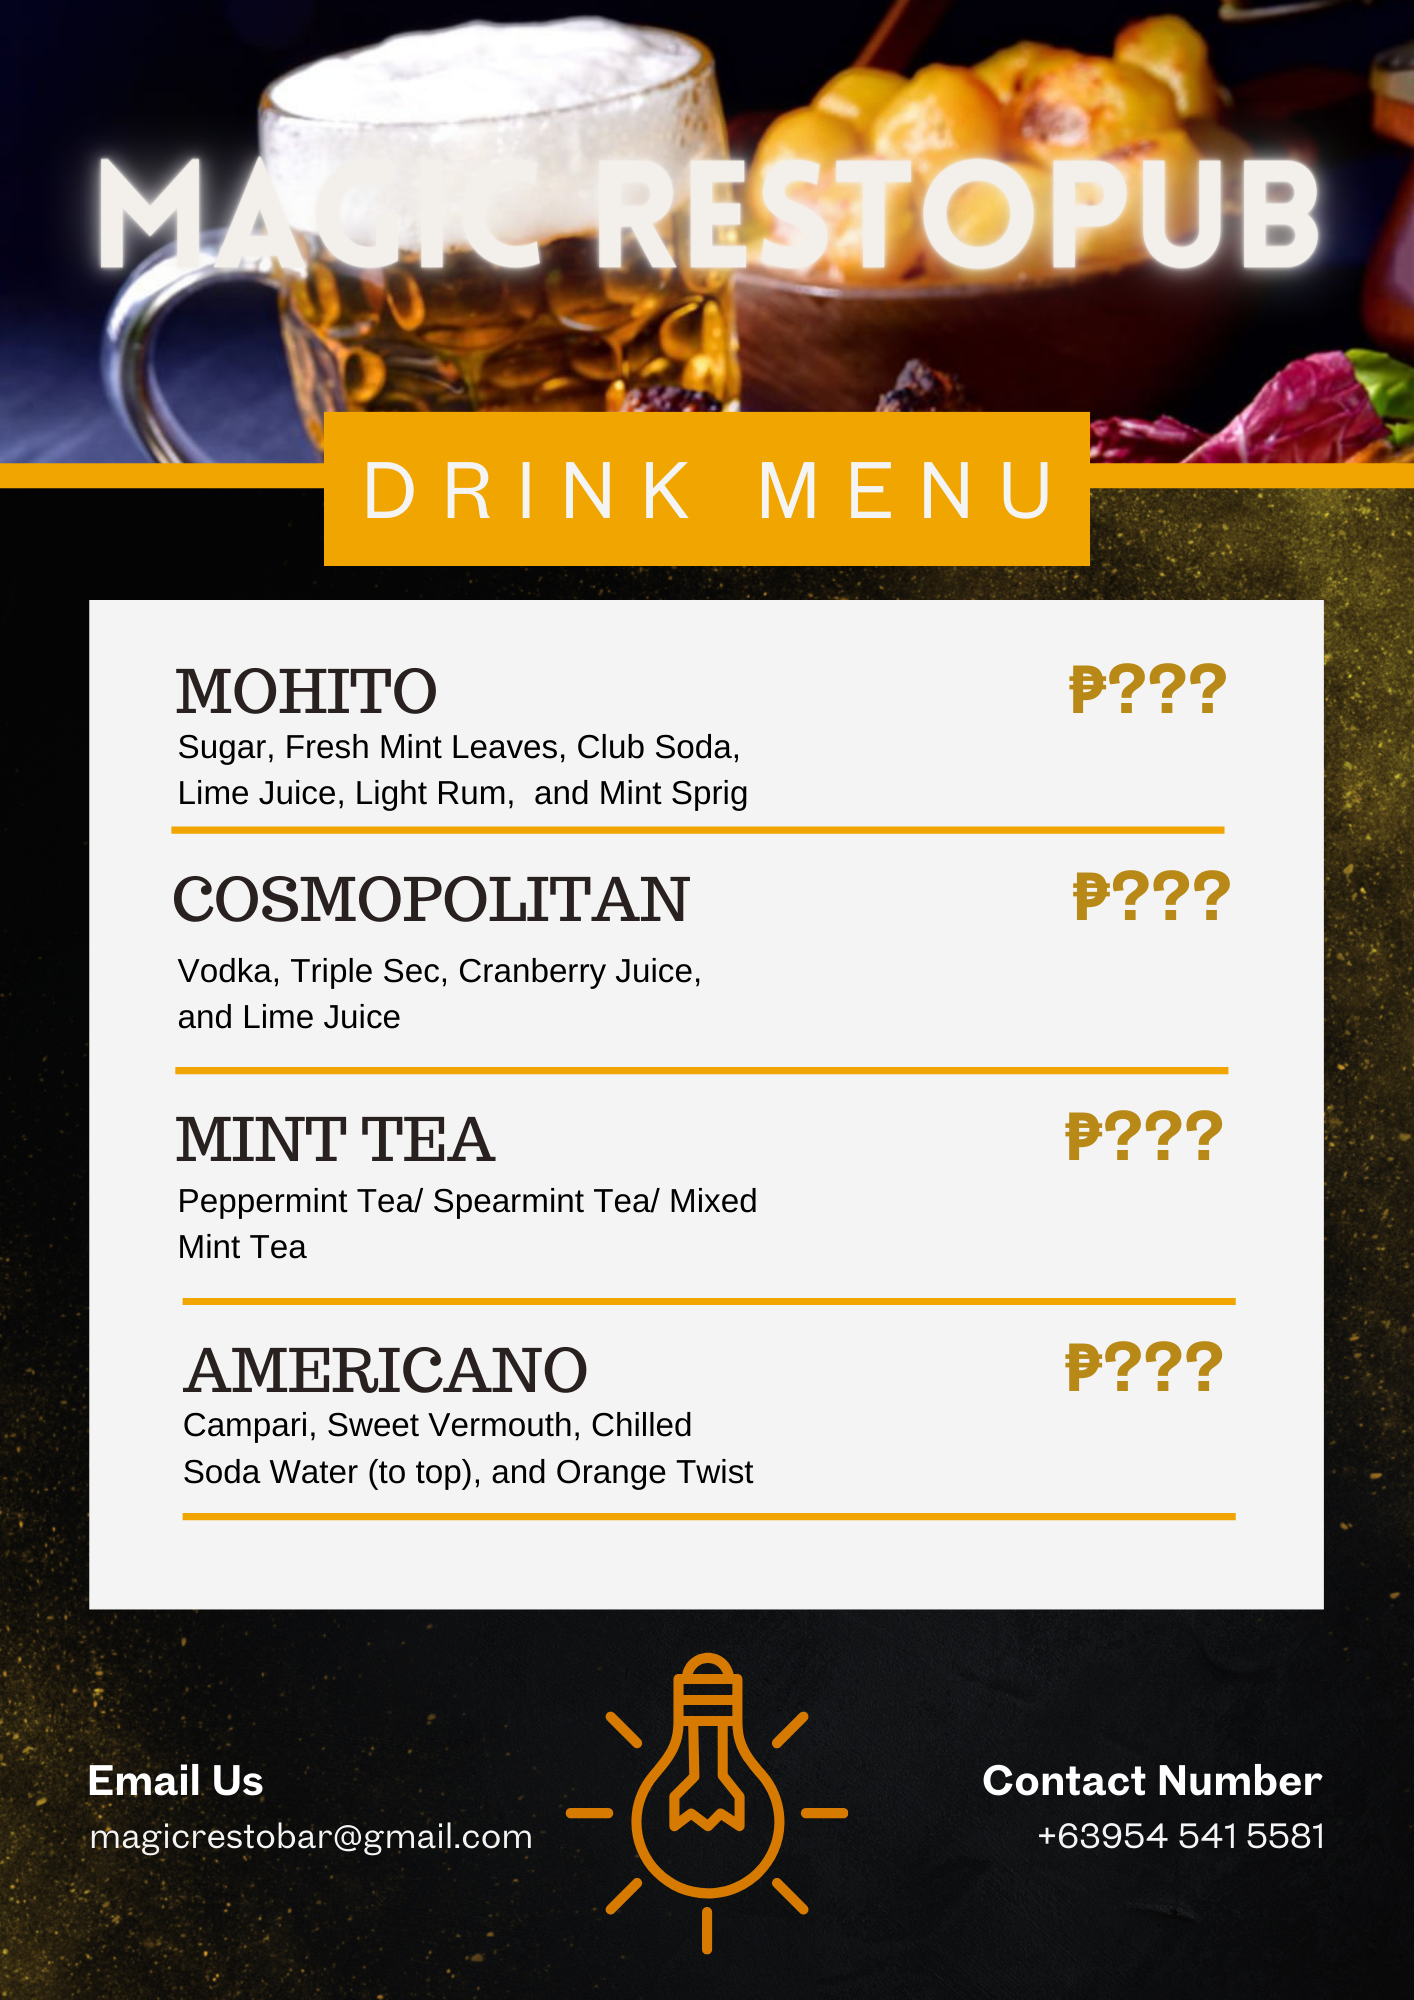 MAGIC RESTOPUB
DRINK MENU
MOHITO ₱???
Sugar, Fresh Mint Leaves, Club Soda,
Lime Juice, Light Rum,  and Mint Sprig
COSMOPOLITAN ₱???
Vodka, Triple Sec, Cranberry Juice,
and Lime Juice
MINT TEA ₱???
Peppermint Tea/ Spearmint Tea/ Mixed
Mint Tea
AMERICANO ₱???
Campari, Sweet Vermouth, Chilled
Soda Water (to top), and Orange Twist
Email Us
magicrestobar@gmail.com
Contact Number
+63954 541 5581